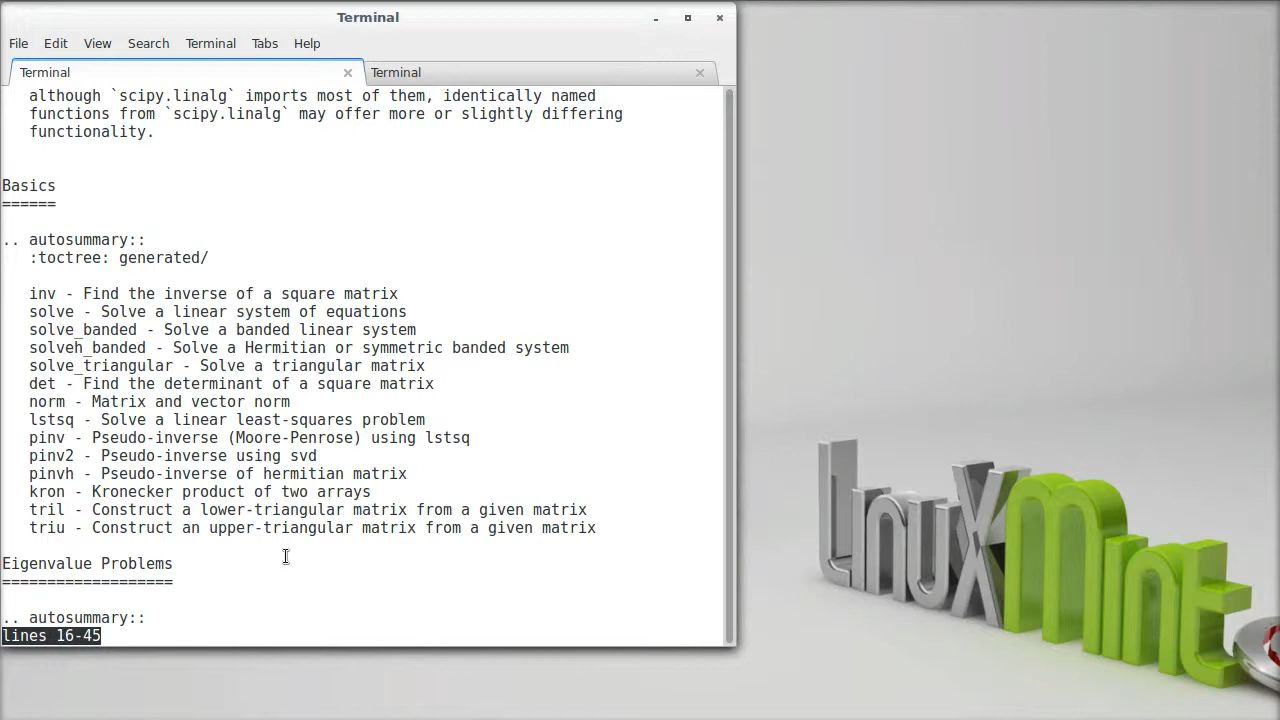 Terminal
File Edit View Search Terminal Tabs Help
Terminal Terminal
although `scipy.linalg` imports most of them, identically named
functions from `scipy.linalg` may offer more or slightly differing
functionality.
Basics
======
.. autosummary::
:toctree: generated/
inv - Find the inverse of a square matrix
solve - Solve a linear system of equations
solve_banded - Solve a banded linear system
solveh_banded - Solve a Hermitian or symmetric banded system
solve_triangular - Solve a triangular matrix
det - Find the determinant of a square matrix
norm - Matrix and vector norm
lstsq - Solve a linear least-squares problem
pinv - Pseudo-inverse (Moore-Penrose) using lstsq
pinv2 - Pseudo-inverse using svd
pinvh - Pseudo-inverse of hermitian matrix
kron - Kronecker product of two arrays
tril - Construct a lower-triangular matrix from a given matrix
triu - Construct an upper-triangular matrix from a given matrix
Eigenvalue Problems
===================
.. autosummary::
lines 16-45
LinuxMint